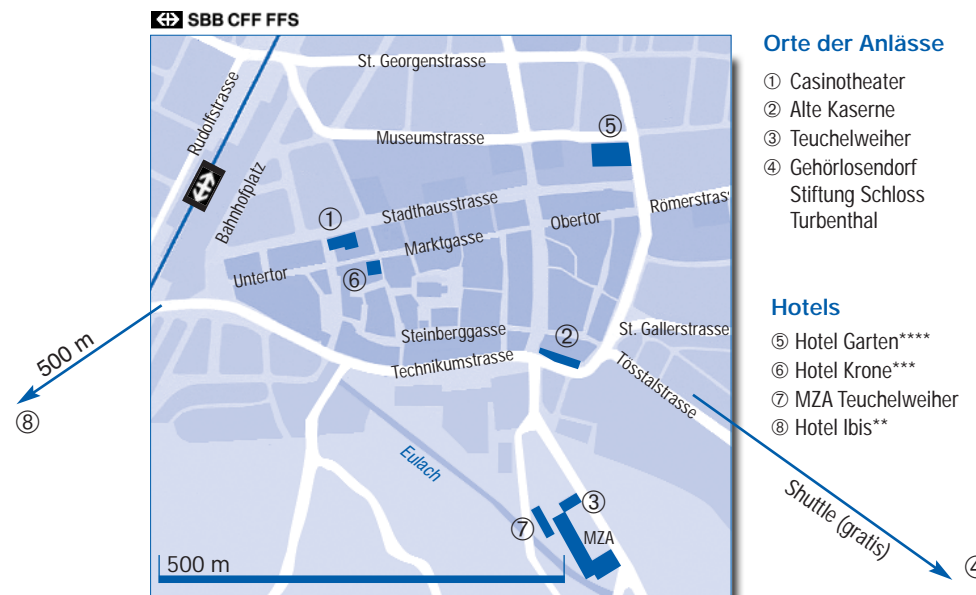 SBB CFF FFS
St. Georgenstrasse
Rudolfstrasse
Museumstrasse
⑤
Bahnhofplatz
Stadthausstrasse
Römerstras
Obertor
①
Marktgasse
Untertor
⑥
Steinberggasse
②
St. Gallerstrasse
Technikumstrasse
Tösstalstrasse
500 m
⑧
Eulach
③
⑦
MZA
500 m
Shuttle (gratis)
④
Orte der Anlässe
① Casinotheater
② Alte Kaserne
③ Teuchelweiher
④ Gehörlosendorf
Stiftung Schloss
Turbenthal
Hotels
⑤ Hotel Garten****
⑥ Hotel Krone***
⑦ MZA Teuchelweiher
⑧ Hotel Ibis**